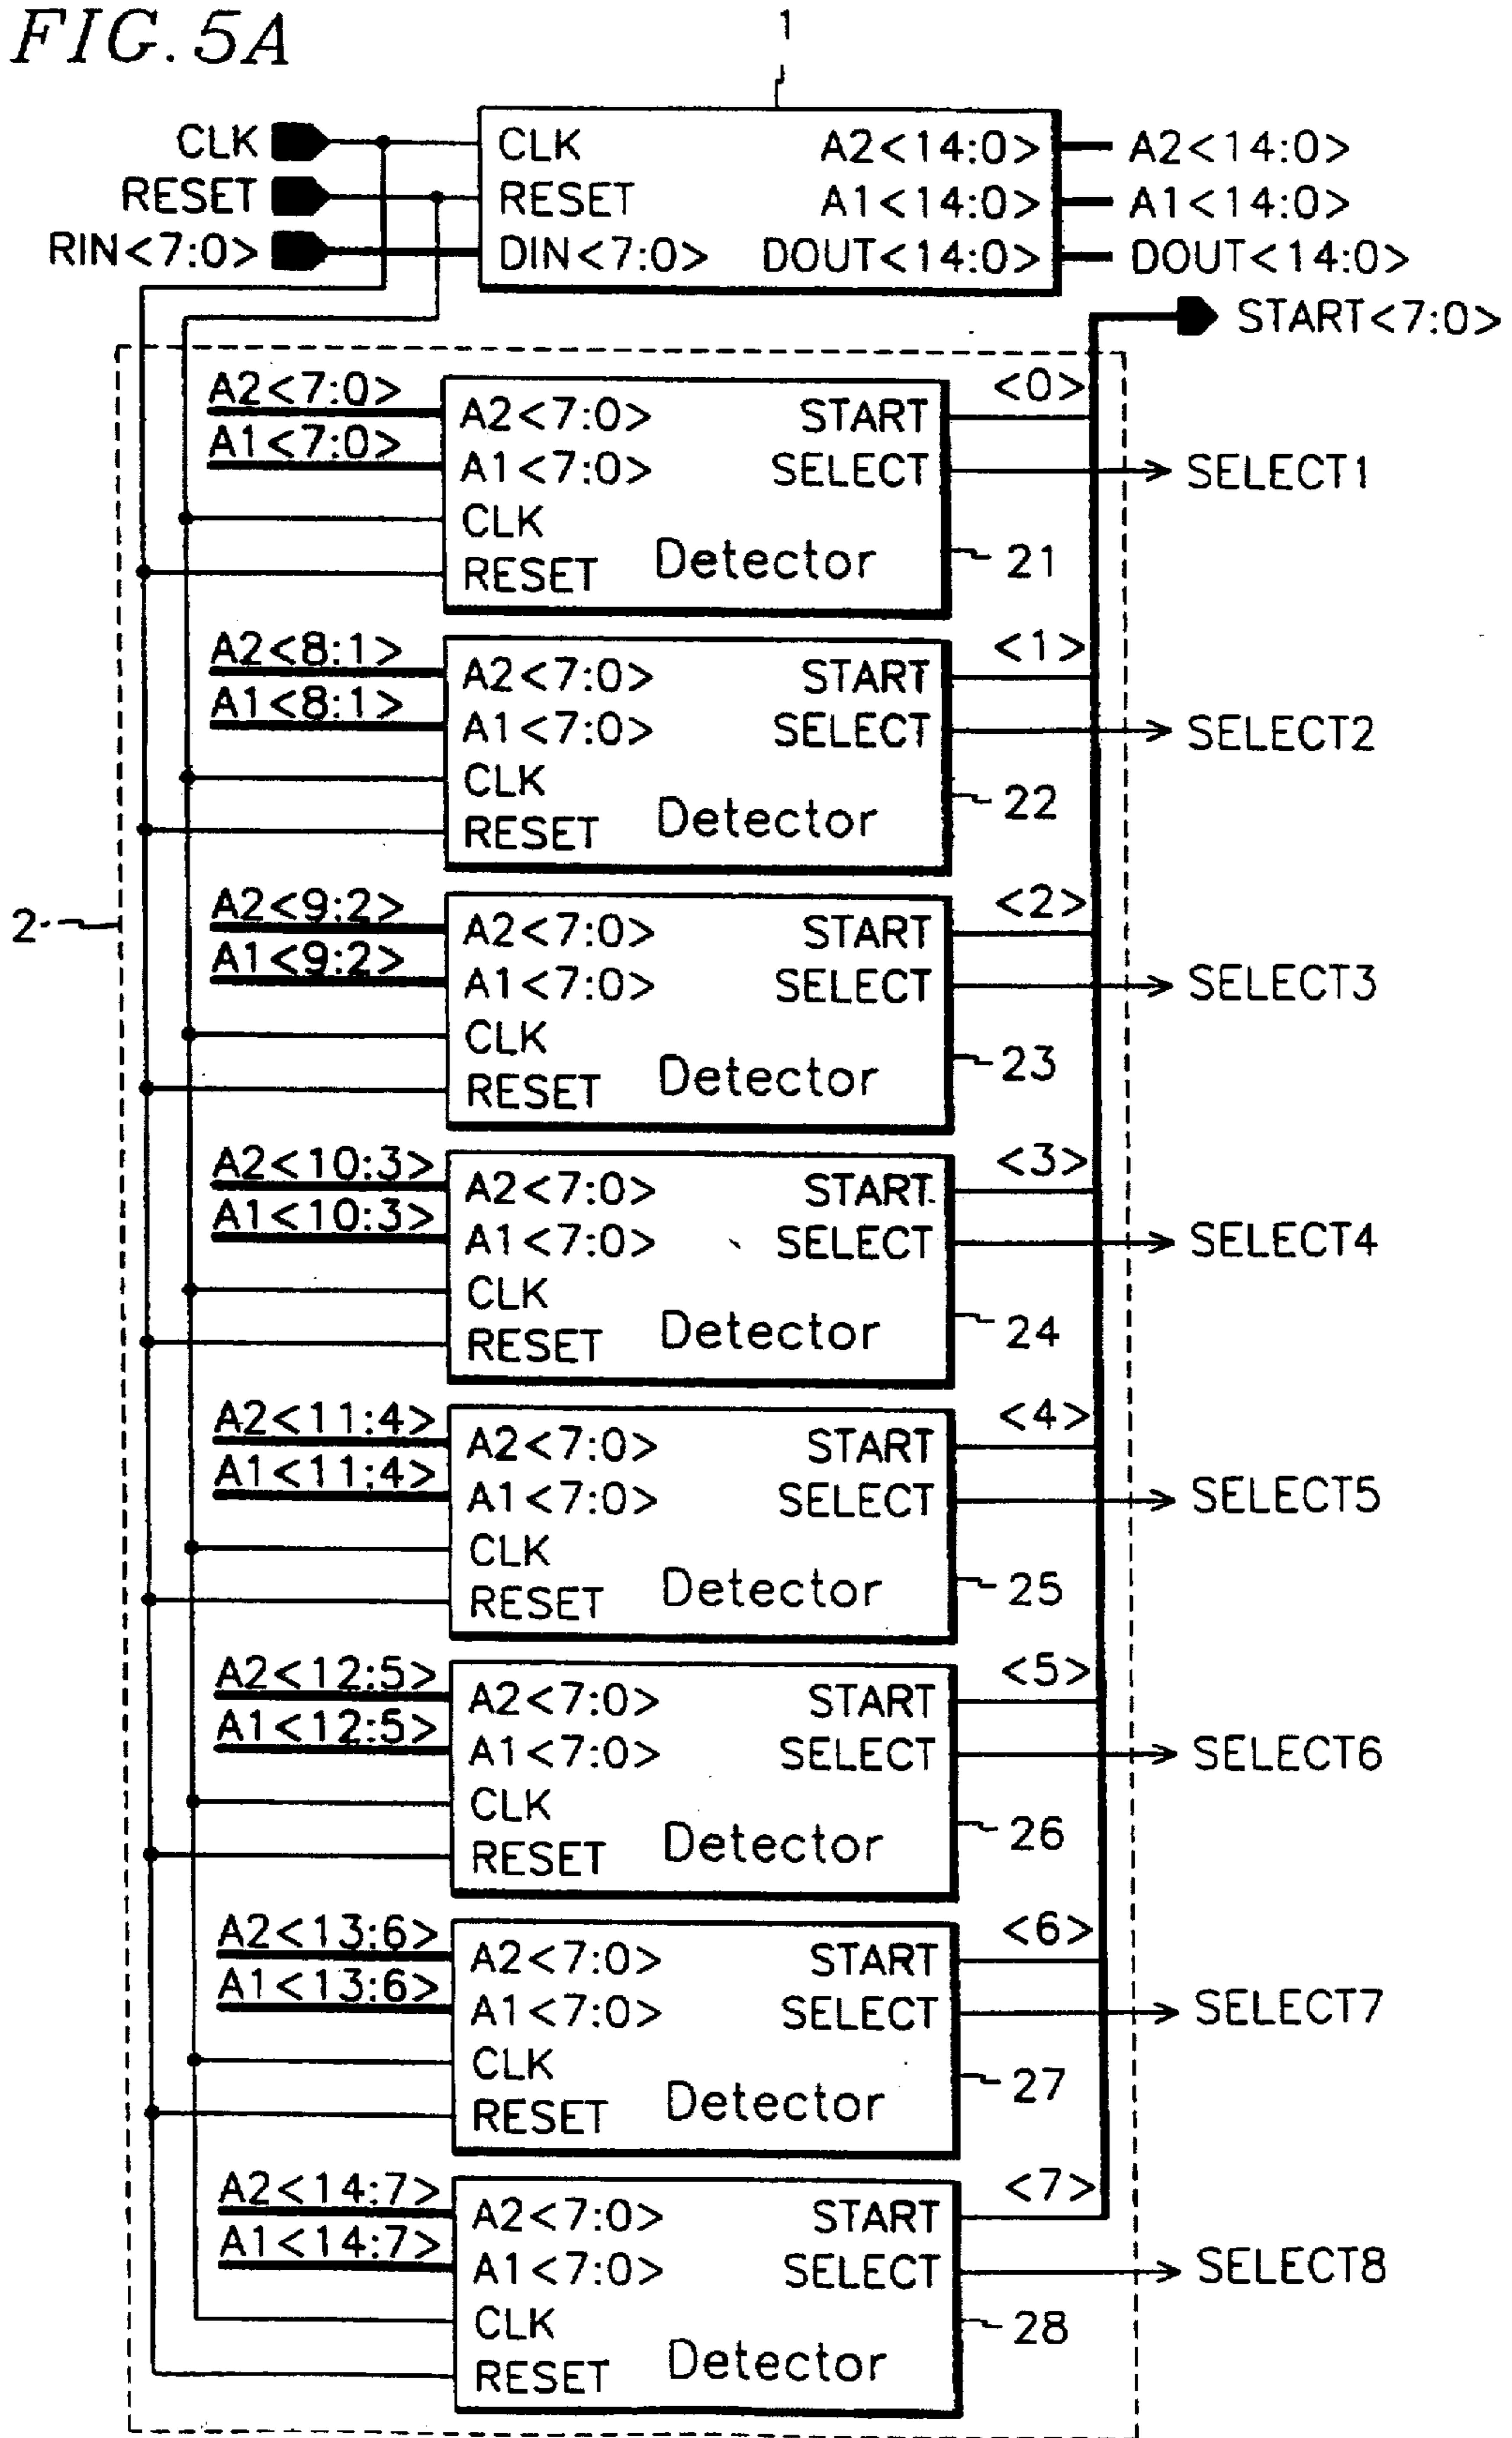 FIG. 5A
1
CLK
CLK
A2<14:0>
A2<14:0>
RESET
RESET
A1<14:0>
A1<14:0>
RIN<7:0>
DIN<7:0>
DOUT<14:0>
DOUT<14:0>
START<7:0>
2
A2<7:0>
A2<7:0>
START
<0>
A1<7:0>
A1<7:0>
SELECT
SELECT1
CLK
RESET
Detector
21
A2<8:1>
A2<7:0>
START
<1>
A1<8:1>
A1<7:0>
SELECT
SELECT2
CLK
RESET
Detector
22
A2<9:2>
A2<7:0>
START
<2>
A1<9:2>
A1<7:0>
SELECT
SELECT3
CLK
RESET
Detector
23
A2<10:3>
A2<7:0>
START
<3>
A1<10:3>
A1<7:0>
SELECT
SELECT4
CLK
RESET
Detector
24
A2<11:4>
A2<7:0>
START
<4>
A1<11:4>
A1<7:0>
SELECT
SELECT5
CLK
RESET
Detector
25
A2<12:5>
A2<7:0>
START
<5>
A1<12:5>
A1<7:0>
SELECT
SELECT6
CLK
RESET
Detector
26
A2<13:6>
A2<7:0>
START
<6>
A1<13:6>
A1<7:0>
SELECT
SELECT7
CLK
RESET
Detector
27
A2<14:7>
A2<7:0>
START
<7>
A1<14:7>
A1<7:0>
SELECT
SELECT8
CLK
RESET
Detector
28